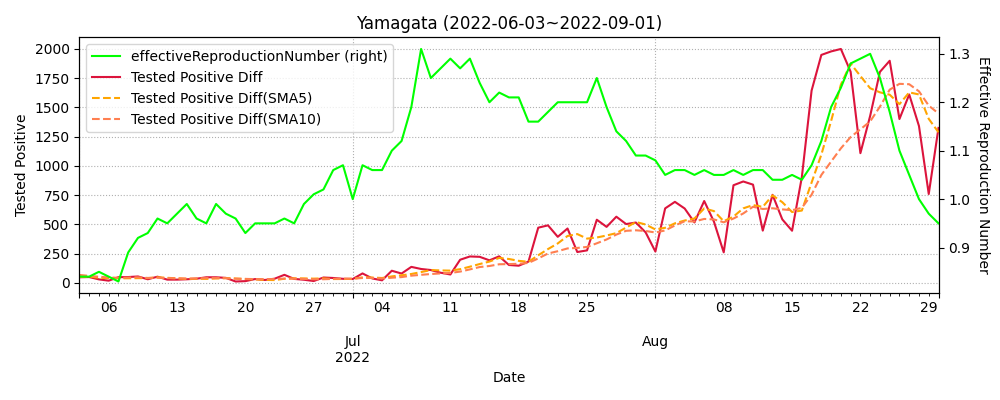 Yamagata (2022-06-03~2022-09-01)
effectiveReproductionNumber (right)
Tested Positive Diff
Tested Positive Diff(SMA5)
Tested Positive Diff(SMA10)
Tested Positive
2000
1750
1500
1250
1000
750
500
250
0
1.3
1.2
1.1
1.0
0.9
Effective Reproduction Number
06 13 20 27 04 11 18 25 08 15 22 29
Jul Aug
2022
Date